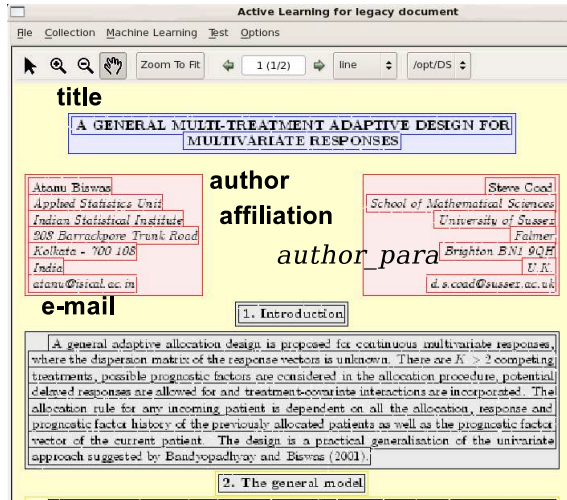 Active Learning for legacy document
File Collection Machine Learning Test Options
Zoom To Fit 1 (1/2) line /opt/DS
title
A GENERAL MULTI-TREATMENT ADAPTIVE DESIGN FOR
MULTIVARIATE RESPONSES
author
affiliation
author_para
Atanu Biswas
Applied Statistics Unit
Indian Statistical Institute
203 Barrackpore Trunk Road
Kolkata - 700 108
India
atanu@isical.ac.in
Steve Coad
School of Mathematical Sciences
University of Sussex
Falmer
Brighton BN1 9QH
U.K.
d.s.coad@sussex.ac.uk
e-mail
1. Introduction
A general adaptive allocation design is proposed for continuous multivariate responses,
where the dispersion matrix of the response vectors is unknown. There are K > 2 competing
treatments, possible prognostic factors are considered in the allocation procedure, potential
delayed responses are allowed for and treatment-covariate interactions are incorporated. The
allocation rule for any incoming patient is dependent on all the allocation, response and
prognostic factor history of the previously allocated patients as well as the prognostic factor
vector of the current patient. The design is a practical generalisation of the univariate
approach suggested by Bandyopadhyay and Biswas (2001).
2. The general model